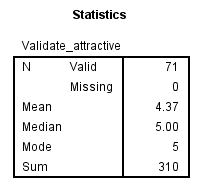 Statistics
Validate_attractive
N Valid 71
Missing 0
Mean 4.37
Median 5.00
Mode 5
Sum 310